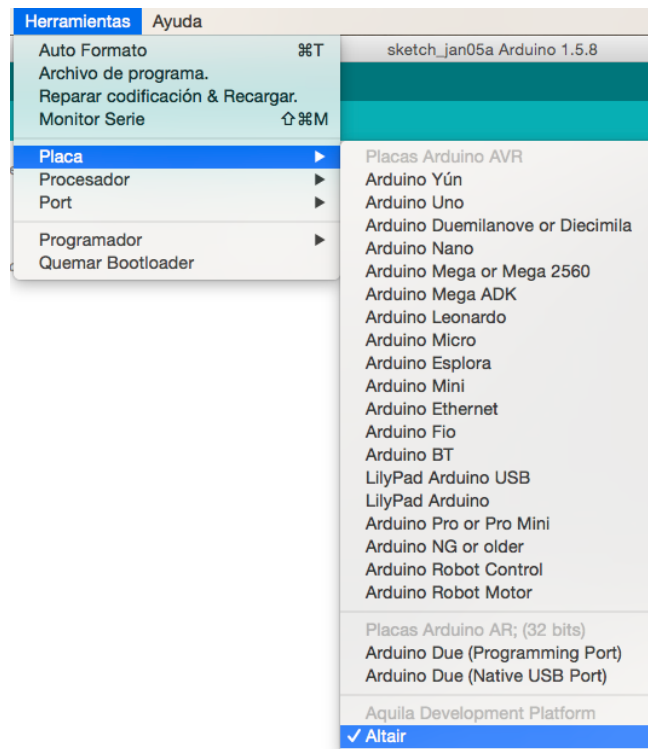 Herramientas Ayuda
sketch_jan05a Arduino 1.5.8
Auto Formato ⌘T
Archivo de programa.
Reparar codificación & Recargar.
Monitor Serie ⇧⌘M
Placa ▶
Procesador ▶
Port ▶
Programador ▶
Quemar Bootloader
Placas Arduino AVR
Arduino Yún
Arduino Uno
Arduino Duemilanove or Diecimila
Arduino Nano
Arduino Mega or Mega 2560
Arduino Mega ADK
Arduino Leonardo
Arduino Micro
Arduino Esplora
Arduino Mini
Arduino Ethernet
Arduino Fio
Arduino BT
LilyPad Arduino USB
LilyPad Arduino
Arduino Pro or Pro Mini
Arduino NG or older
Arduino Robot Control
Arduino Robot Motor
Placas Arduino AR; (32 bits)
Arduino Due (Programming Port)
Arduino Due (Native USB Port)
Aquila Development Platform
✓ Altair